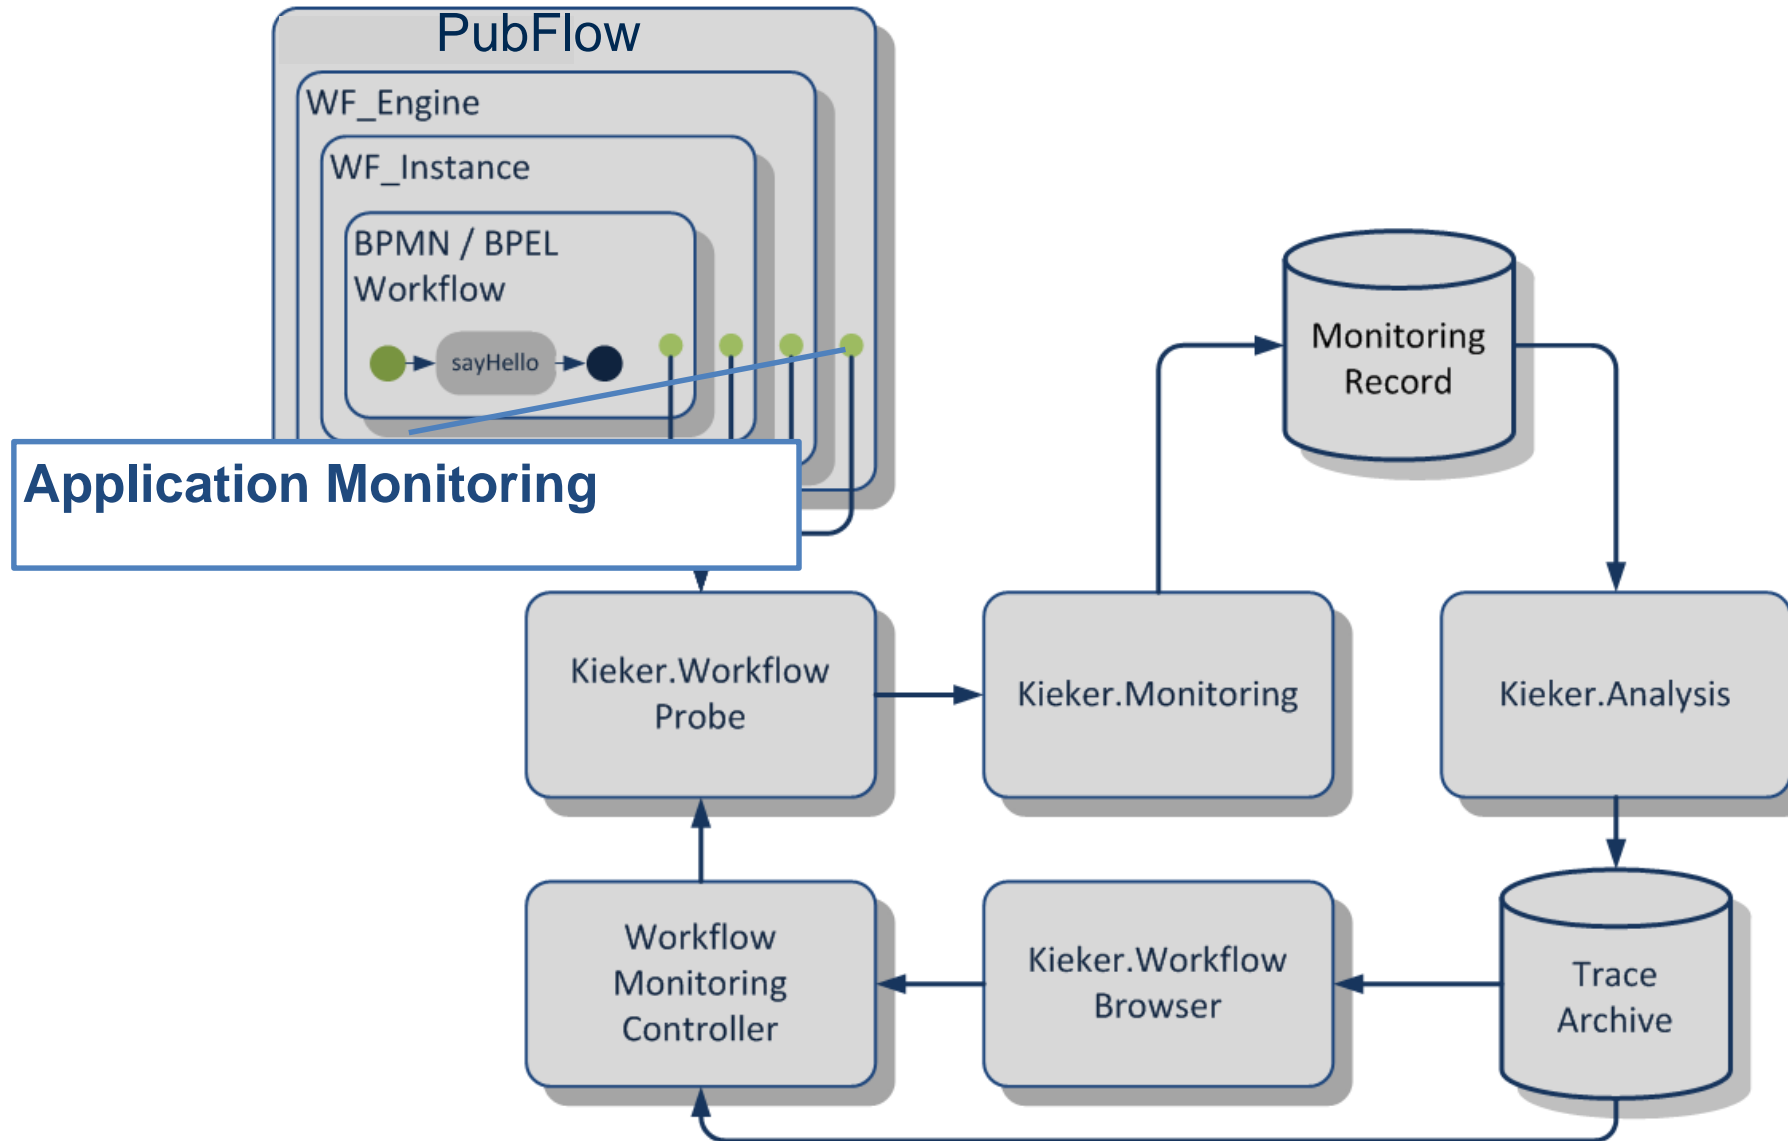 PubFlow
WF_Engine
WF_Instance
BPMN / BPEL
Workflow
sayHello
Application Monitoring
Monitoring
Record
Kieker.Workflow
Probe
Kieker.Monitoring
Kieker.Analysis
Workflow
Monitoring
Controller
Kieker.Workflow
Browser
Trace
Archive